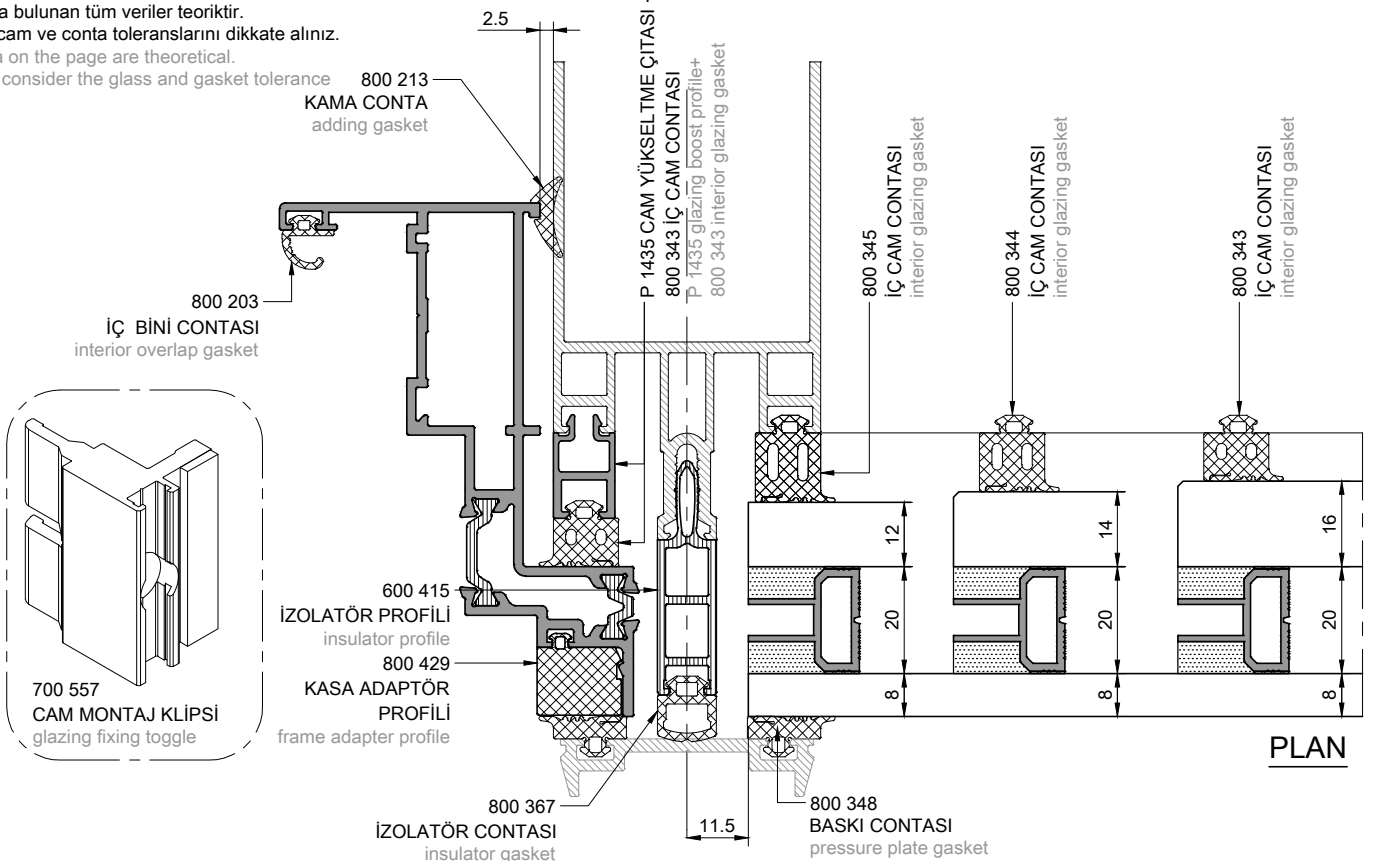 a bulunan tüm veriler teoriktir.
cam ve conta toleranslarını dikkate alınız.
a on the page are theoretical.
consider the glass and gasket tolerance
2.5
800 213
KAMA CONTA
adding gasket
800 203
İÇ BİNİ CONTASI
interior overlap gasket
P 1435 CAM YÜKSELTME ÇITASI
800 343 İÇ CAM CONTASI
P 1435 glazing boost profile+
800 343 interior glazing gasket
800 345
İÇ CAM CONTASI
interior glazing gasket
800 344
İÇ CAM CONTASI
interior glazing gasket
800 343
İÇ CAM CONTASI
interior glazing gasket
12
14
16
20
20
20
8
8
8
600 415
İZOLATÖR PROFİLİ
insulator profile
800 429
KASA ADAPTÖR
PROFİLİ
frame adapter profile
700 557
CAM MONTAJ KLİPSİ
glazing fixing toggle
PLAN
800 367
İZOLATÖR CONTASI
insulator gasket
11.5
800 348
BASKI CONTASI
pressure plate gasket